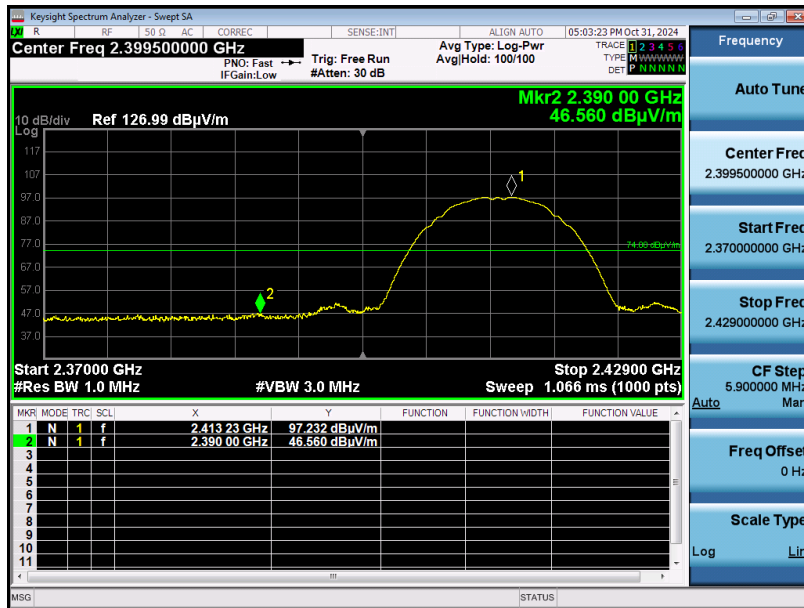 Keysight Spectrum Analyzer - Swept SA
LXI R RF 50 Ω AC CORREC SENSE:INT ALIGN AUTO 05:03:23 PM Oct 31, 2024
Center Freq 2.399500000 GHz
PNO: Fast
IFGain:Low
Trig: Free Run
#Atten: 30 dB
Avg Type: Log-Pwr
Avg|Hold: 100/100
TRACE 1 2 3 4 5 6
TYPE M W W W W W
DET P N N N N N
Mkr2 2.390 00 GHz
46.560 dBµV/m
10 dB/div Ref 126.99 dBµV/m
Log
117
107
97.0
87.0
77.0
67.0
57.0
47.0
37.0
1
2
74.00 dBµV/m
Start 2.37000 GHz Stop 2.42900 GHz
#Res BW 1.0 MHz #VBW 3.0 MHz Sweep 1.066 ms (1000 pts)
MKR MODE TRC SCL X Y FUNCTION FUNCTION WIDTH FUNCTION VALUE
1 N 1 f 2.413 23 GHz 97.232 dBµV/m
2 N 1 f 2.390 00 GHz 46.560 dBµV/m
3
4
5
6
7
8
9
10
11
MSG STATUS
Frequency
Auto Tune
Center Freq
2.399500000 GHz
Start Freq
2.370000000 GHz
Stop Freq
2.429000000 GHz
CF Step
5.900000 MHz
Auto Man
Freq Offset
0 Hz
Scale Type
Log Lin